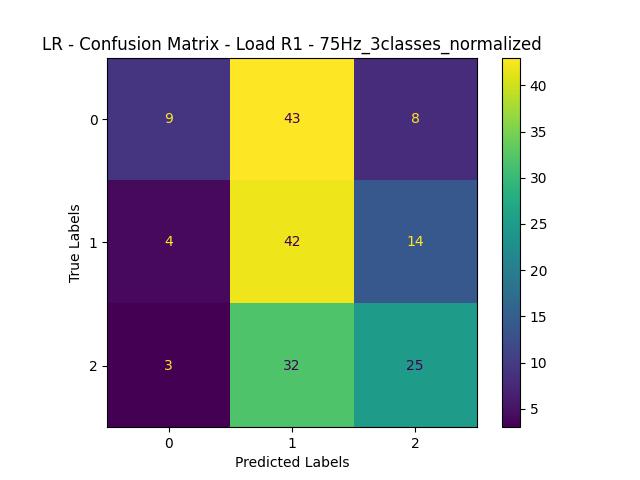 LR - Confusion Matrix - Load R1 - 75Hz_3classes_normalized
True Labels
0 9 43 8
1 4 42 14
2 3 32 25
0 1 2
Predicted Labels
40
35
30
25
20
15
10
5